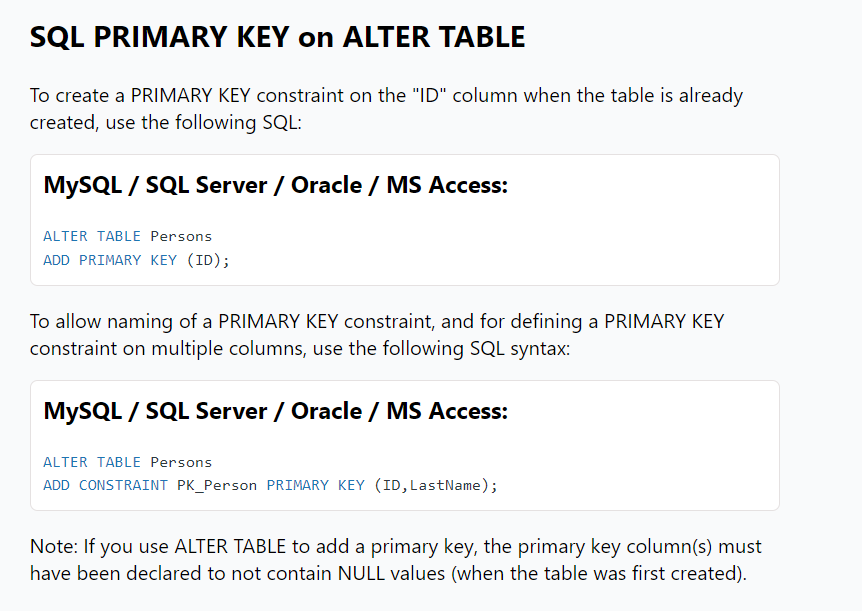 SQL PRIMARY KEY on ALTER TABLE
To create a PRIMARY KEY constraint on the "ID" column when the table is already
created, use the following SQL:
MySQL / SQL Server / Oracle / MS Access:
ALTER TABLE Persons
ADD PRIMARY KEY (ID);
To allow naming of a PRIMARY KEY constraint, and for defining a PRIMARY KEY
constraint on multiple columns, use the following SQL syntax:
MySQL / SQL Server / Oracle / MS Access:
ALTER TABLE Persons
ADD CONSTRAINT PK_Person PRIMARY KEY (ID,LastName);
Note: If you use ALTER TABLE to add a primary key, the primary key column(s) must
have been declared to not contain NULL values (when the table was first created).